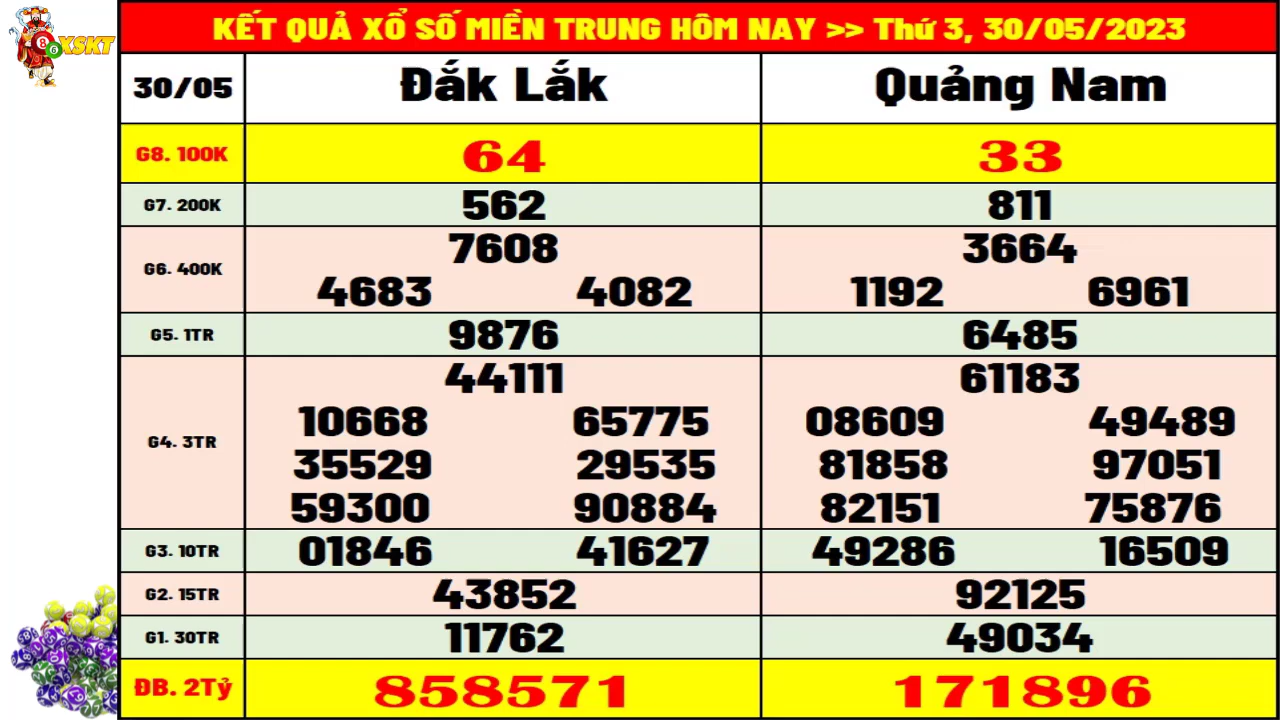 XSKT
86
KẾT QUẢ XỔ SỐ MIỀN TRUNG HÔM NAY >> Thứ 3, 30/05/2023
30/05 Đắk Lắk Quảng Nam
G8. 100K 64 33
G7. 200K 562 811
G6. 400K
7608 3664
4683 4082 1192 6961
G5. 1TR 9876 6485
G4. 3TR
44111 61183
10668 65775 08609 49489
35529 29535 81858 97051
59300 90884 82151 75876
G3. 10TR 01846 41627 49286 16509
G2. 15TR 43852 92125
G1. 30TR 11762 49034
ĐB. 2Tỷ 858571 171896